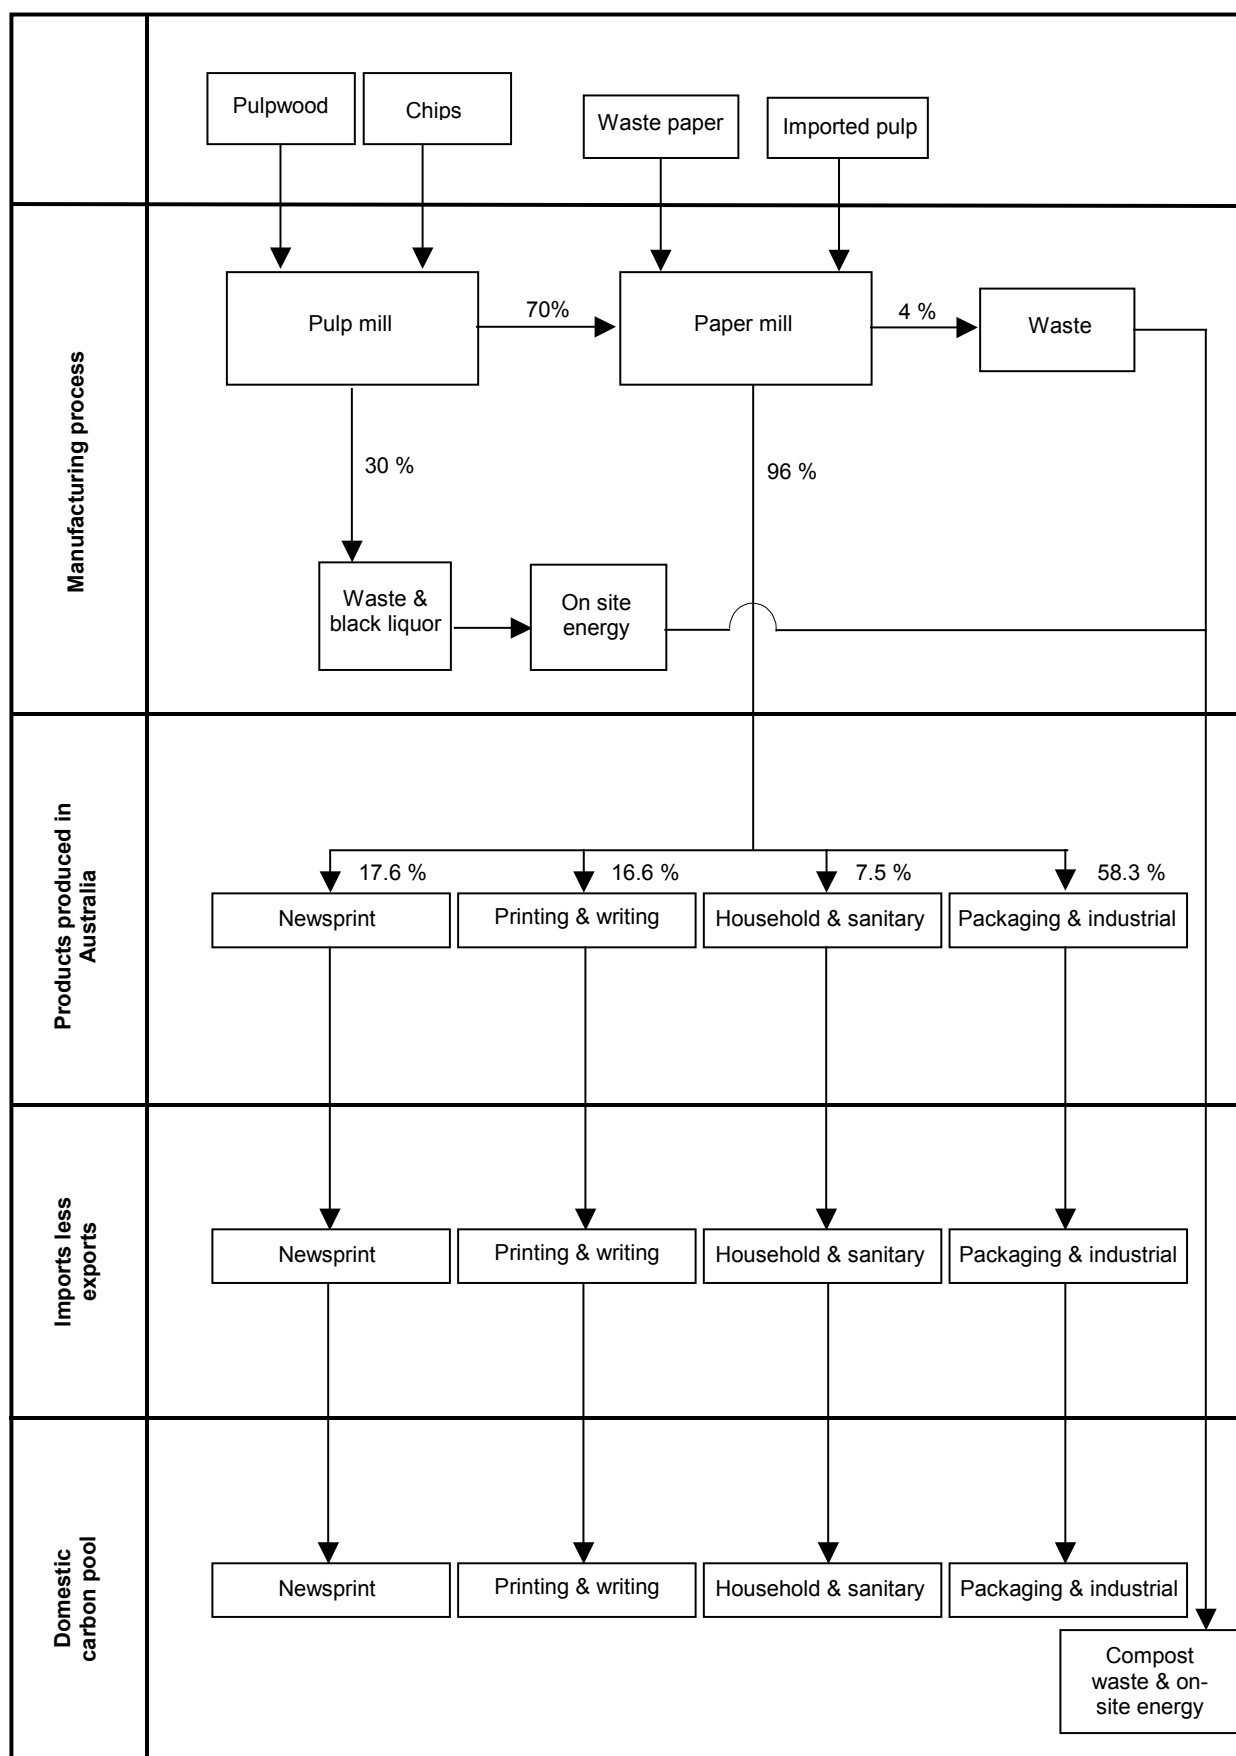 Pulpwood
Chips
Waste paper
Imported pulp
Manufacturing process
Pulp mill
70%
Paper mill
4 %
Waste
30 %
96 %
Waste &
black liquor
On site
energy
Products produced in
Australia
17.6 %
16.6 %
7.5 %
58.3 %
Newsprint
Printing & writing
Household & sanitary
Packaging & industrial
Imports less
exports
Newsprint
Printing & writing
Household & sanitary
Packaging & industrial
Domestic
carbon pool
Newsprint
Printing & writing
Household & sanitary
Packaging & industrial
Compost
waste & on-
site energy